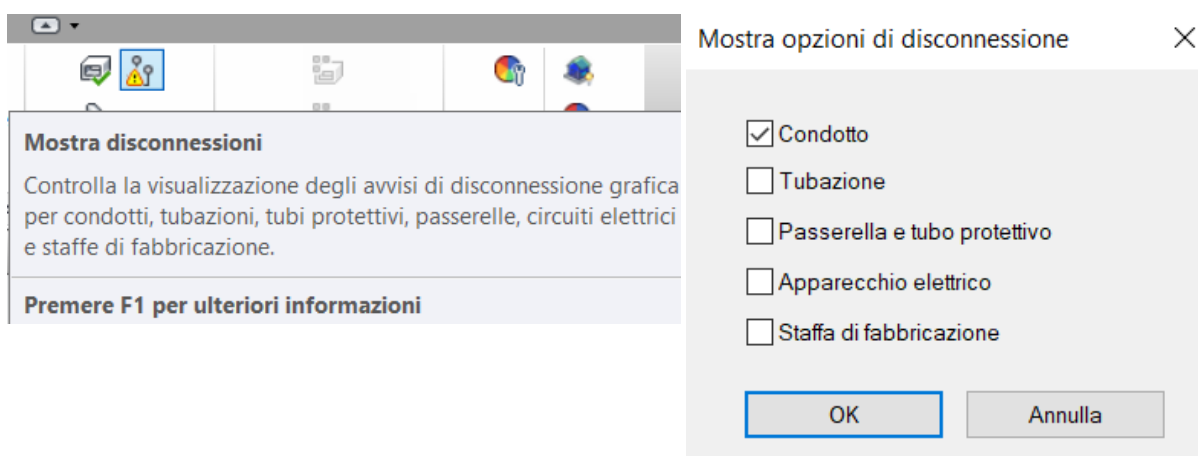 Mostra disconnessioni
Controlla la visualizzazione degli avvisi di disconnessione grafica
per condotti, tubazioni, tubi protettivi, passerelle, circuiti elettrici
e staffe di fabbricazione.
Premere F1 per ulteriori informazioni
Mostra opzioni di disconnessione
Condotto
Tubazione
Passerella e tubo protettivo
Apparecchio elettrico
Staffa di fabbricazione
OK
Annulla